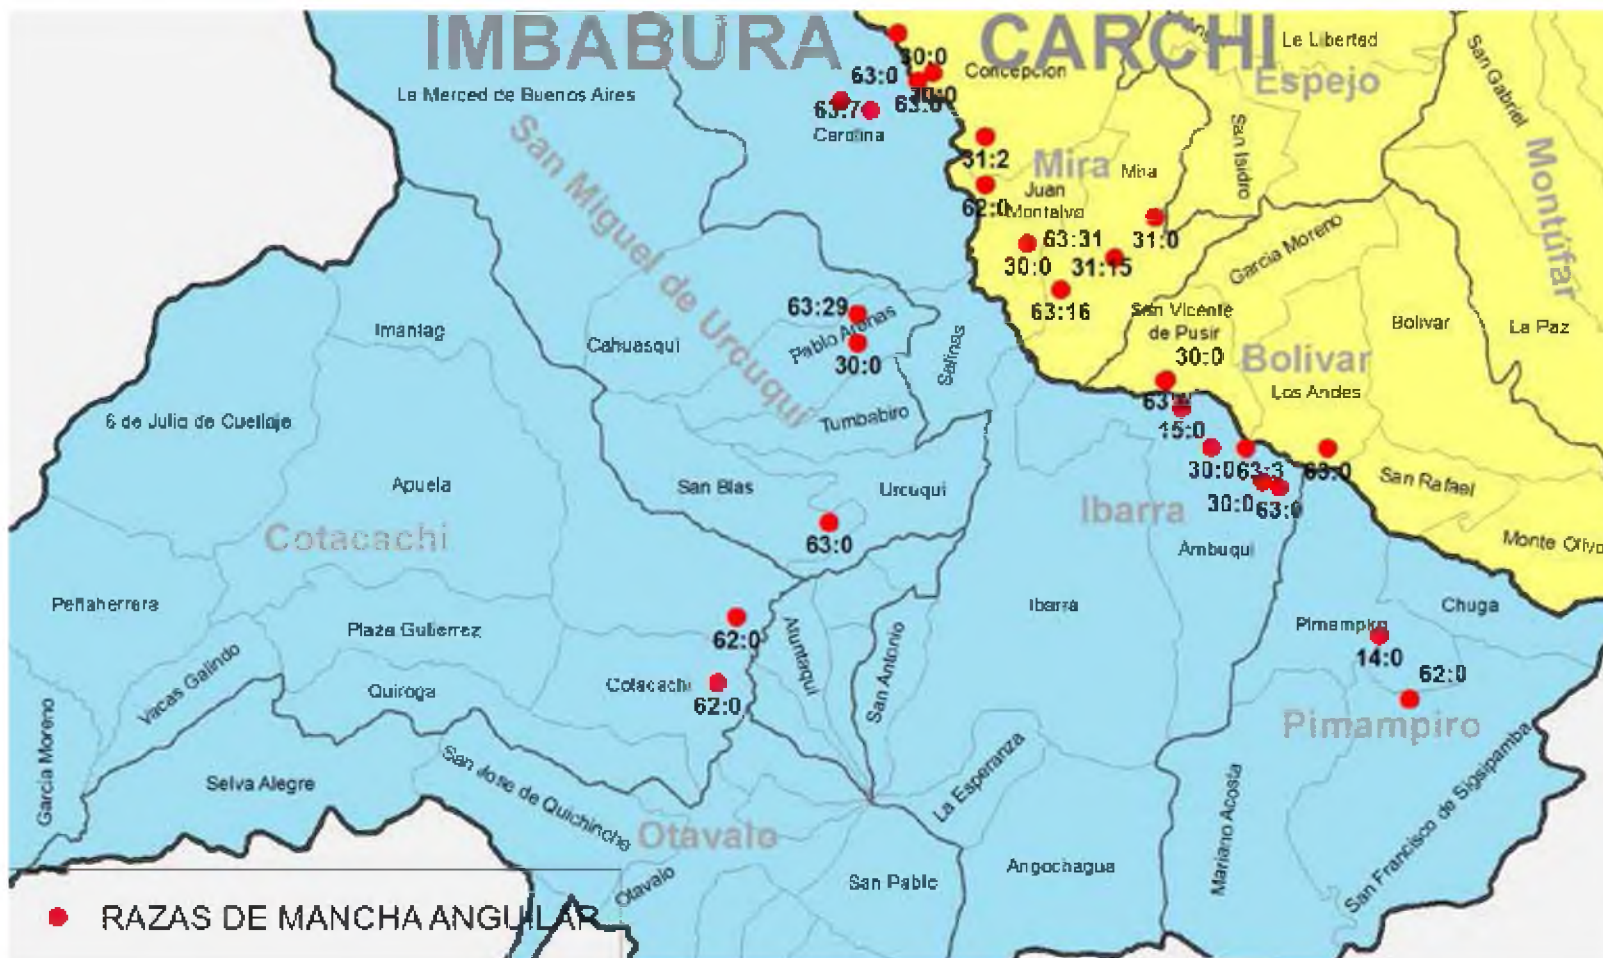 IMBABURA
CARCHI
La Libertad
Espejo
San Gabriel
Concepcion
30:0
63:0
La Merced de Buenos Aires
63:7
Carolina
San Miguel de Urcuquí
31:2
Mira
Mira
San Isidro
Montúfar
62:0
Juan
Montalvo
63:31
30:0
31:15
31:0
Garcia Moreno
63:16
San Vicente
de Pusir
30:0
Bolivar
Bolivar
La Paz
Los Andes
63:29
Pablo Arenas
30:0
Imantag
Cahuasqui
Salinas
Tumbabiro
6 de Julio de Cuellaje
15:0
30:0
63:3
63:0
San Rafael
30:0
63:0
Apuela
San Blas
Urcuqui
63:0
Cotacachi
Ibarra
Ambuqui
Monte Olivo
Peñaherrera
Plaza Gutierrez
62:0
Atuntaqui
San Antonio
Ibarra
Pimampiro
Chuga
14:0
62:0
Pimampiro
Vacas Galindo
Quiroga
Cotacachi
62:0
Garcia Moreno
Selva Alegre
San Jose de Quichinche
Otavalo
Otavalo
La Esperanza
San Pablo
Angochagua
Mariano Acosta
San Francisco de Sigsipamba
RAZAS DE MANCHA ANGUILAR